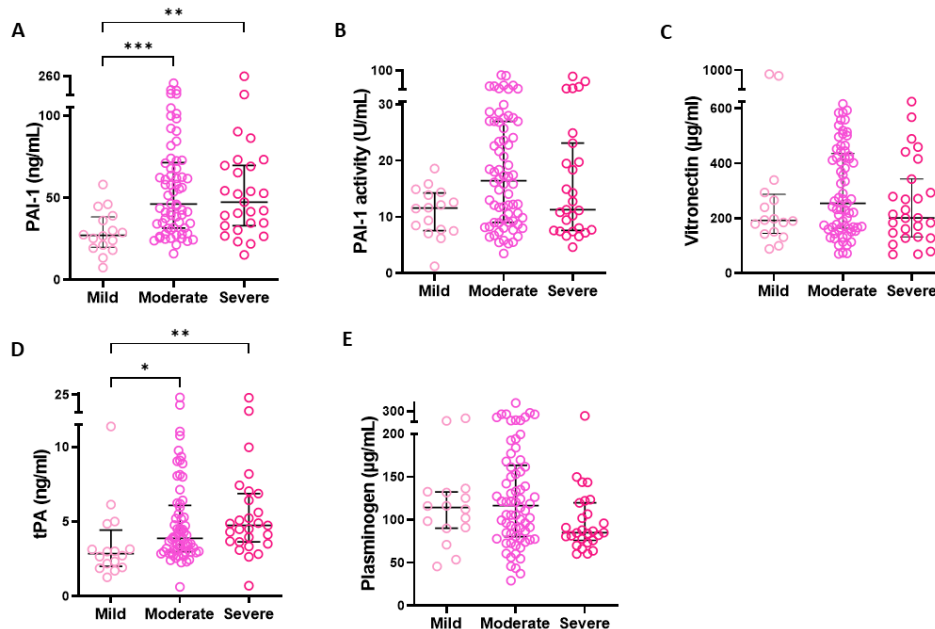 A
**
***
PAI-1 (ng/mL)
260
100
50
0
Mild Moderate Severe
B
PAI-1 activity (U/mL)
100
30
20
10
0
Mild Moderate Severe
C
Vitronectin (µg/ml)
1000
600
400
200
0
Mild Moderate Severe
D
**
*
tPA (ng/ml)
25
10
5
0
Mild Moderate Severe
E
Plasminogen (µg/mL)
300
200
150
100
50
0
Mild Moderate Severe